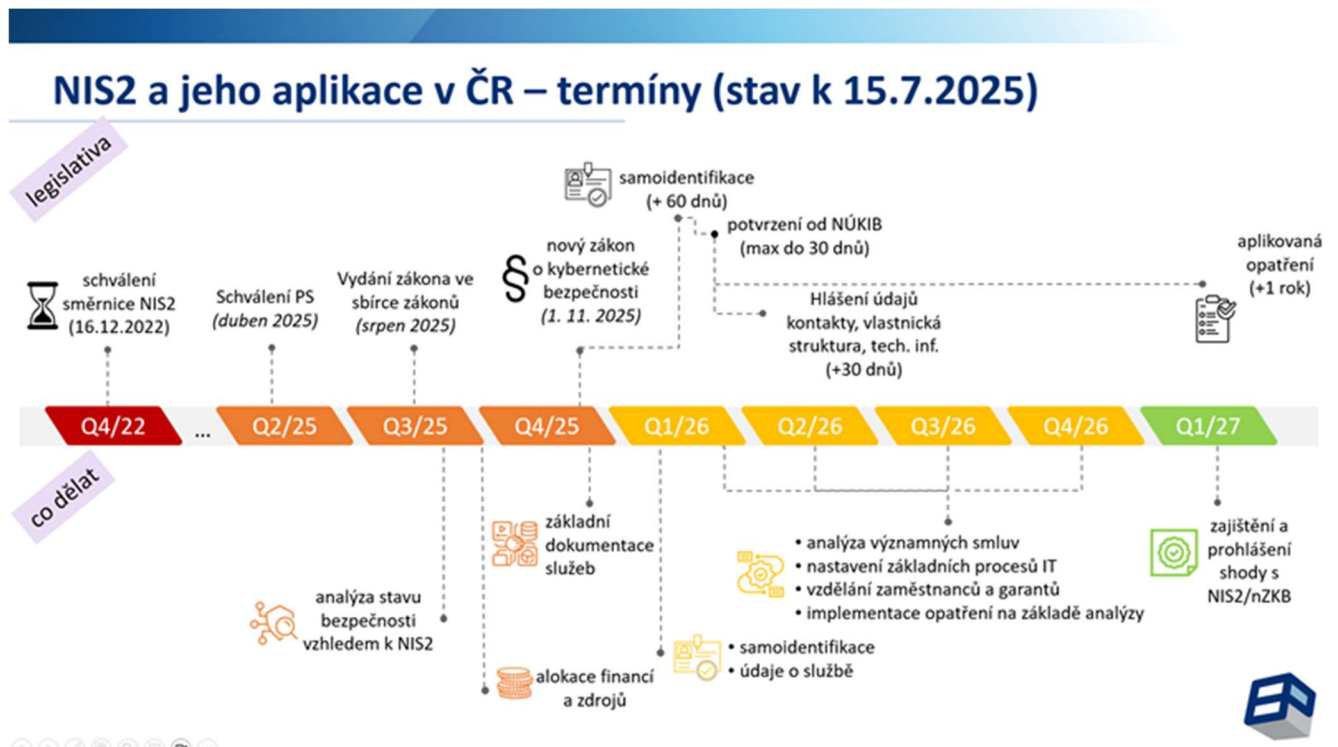 NIS2 a jeho aplikace v ČR – termíny (stav k 15.7.2025)
legislativa
schválení
směrnice NIS2
(16.12.2022)
Schválení PS
(duben 2025)
Vydání zákona ve
sbírce zákonů
(srpen 2025)
§
nový zákon
o kybernetické
bezpečnosti
(1. 11. 2025)
samoidentifikace
(+ 60 dnů)
potvrzení od NÚKIB
(max do 30 dnů)
Hlášení údajů
kontakty, vlastnická
struktura, tech. inf.
(+30 dnů)
aplikovaná
opatření
(+1 rok)
Q4/22
...
Q2/25
Q3/25
Q4/25
Q1/26
Q2/26
Q3/26
Q4/26
Q1/27
co dělat
analýza stavu
bezpečnosti
vzhledem k NIS2
alokace financí
a zdrojů
základní
dokumentace
služeb
• samoidentifikace
• údaje o službě
• analýza významných smluv
• nastavení základních procesů IT
• vzdělání zaměstnanců a garantů
• implementace opatření na základě analýzy
zajištění a
prohlášení
shody s
NIS2/nZKB